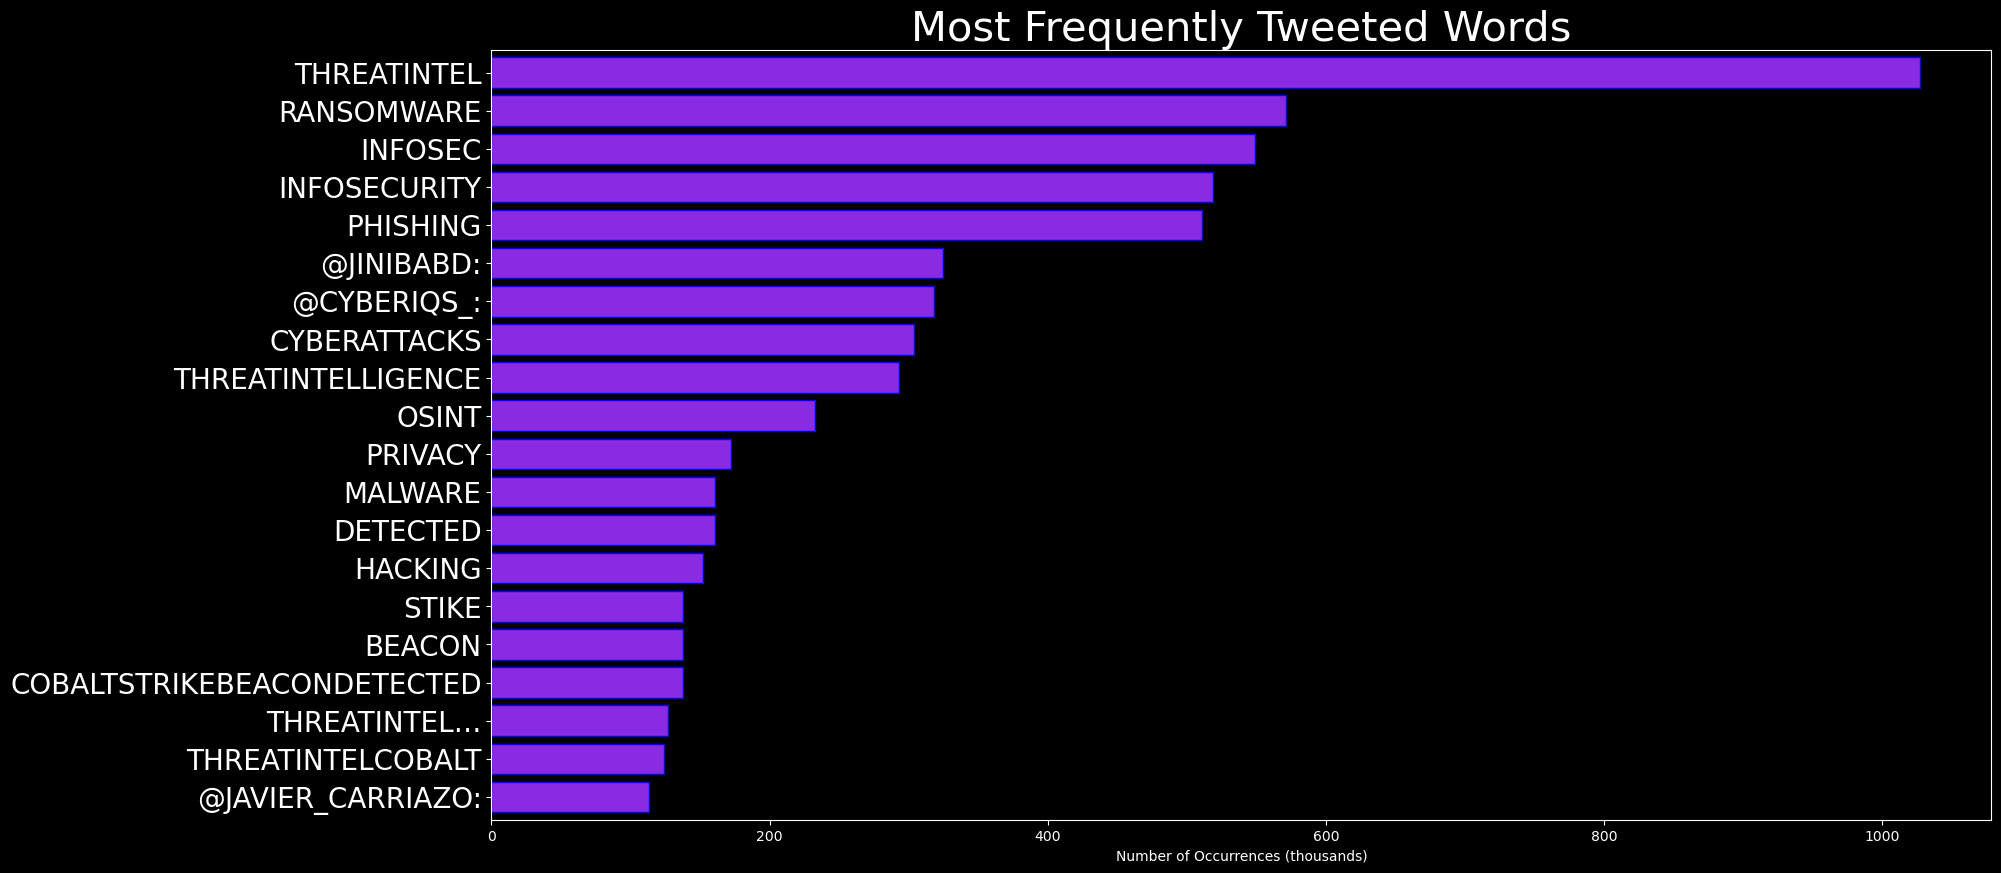 Most Frequently Tweeted Words
THREATINTEL
RANSOMWARE
INFOSEC
INFOSECURITY
PHISHING
@JINIBABD:
@CYBERIQS_:
CYBERATTACKS
THREATINTELLIGENCE
OSINT
PRIVACY
MALWARE
DETECTED
HACKING
STIKE
BEACON
COBALTSTRIKEBEACONDETECTED
THREATINTEL...
THREATINTELCOBALT
@JAVIER_CARRIAZO:
0 200 400 600 800 1000
Number of Occurrences (thousands)